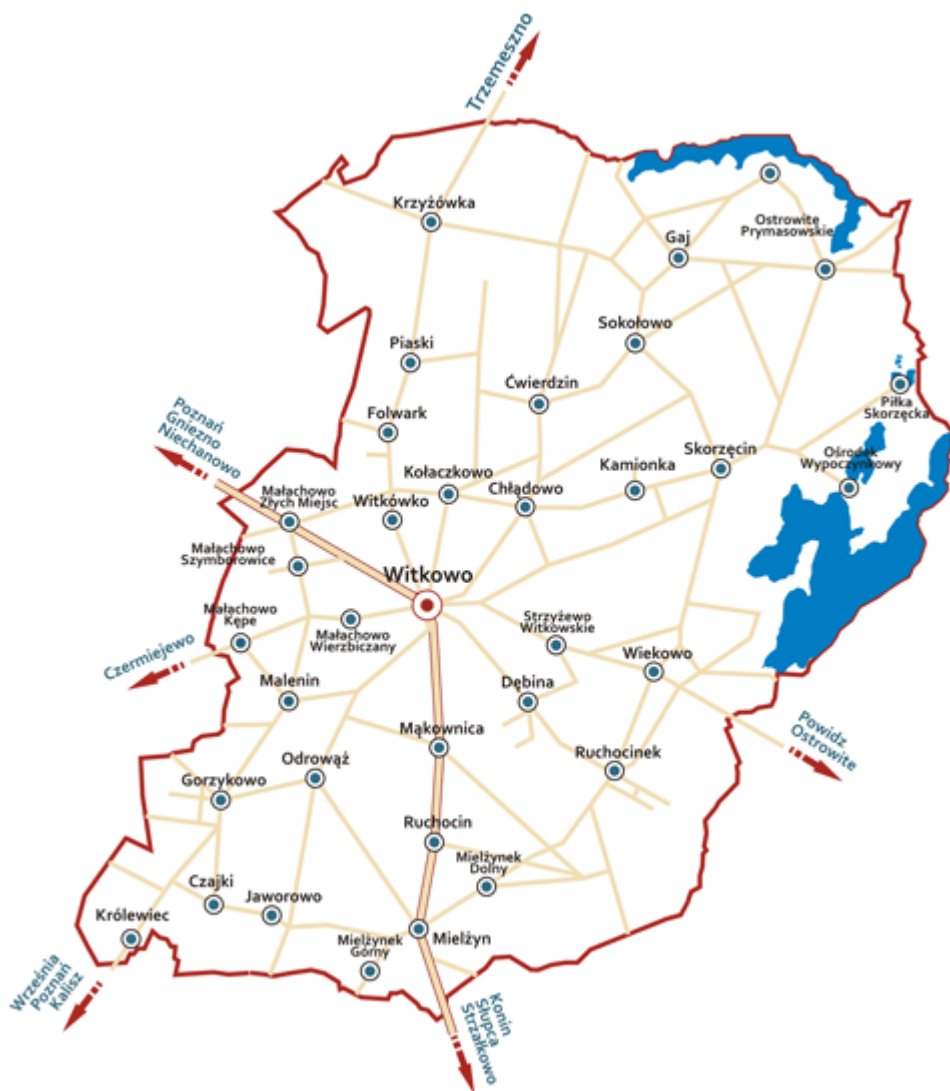 Trzemeszno
Krzyżówka
Ostrowite
Prymasowskie
Gaj
Sokołowo
Piaski
Ćwierdzin
Piłka
Skorzęcka
Folwark
Poznań
Gniezno
Niechanowo
Skorzęcin
Ośrodek
Wypoczynkowy
Kołaczkowo
Kamionka
Chłądowo
Małachowo
Złych Miejsc
Witkówko
Małachowo
Szymborowice
Witkowo
Małachowo
Kępe
Strzyżewo
Witkowskie
Małachowo
Wierzbiczany
Wiekowo
Czermiejewo
Malenin
Dębina
Powidz
Ostrowite
Mąkownica
Ruchocinek
Odrowąż
Gorzykowo
Ruchocin
Mielżynek
Dolny
Czajki
Jaworowo
Królewiec
Mielżyn
Mielżynek
Górny
Września
Poznań
Kalisz
Konin
Słupca
Strzałkowo